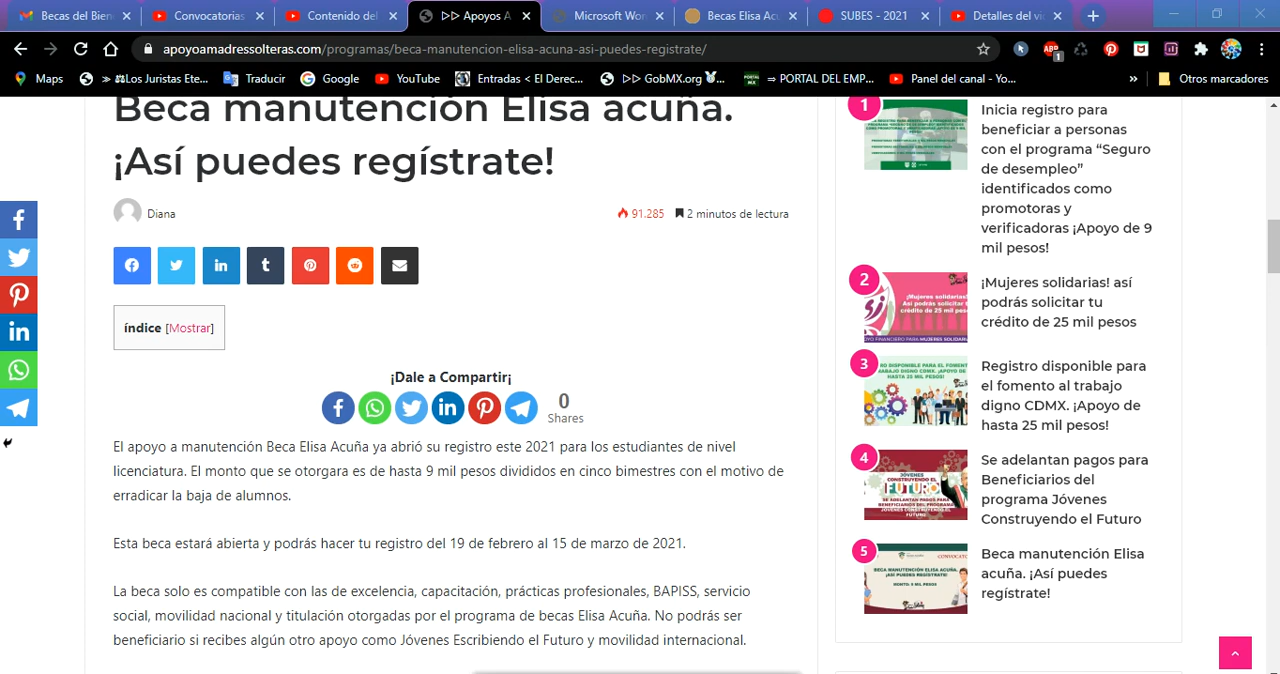 Becas del Bien
Convocatorias
Contenido del
▷▷ Apoyos A
Microsoft Wor
Becas Elisa Acu
SUBES - 2021
Detalles del vi
apoyoamadressolteras.com/programas/beca-manutencion-elisa-acuna-asi-puedes-registrate/
Maps
» ⚖Los Juristas Ete...
Traducir
Google
YouTube
Entradas < El Derec...
▷▷ GobMX.org
⇒ PORTAL DEL EMP...
Panel del canal - Yo...
»
Otros marcadores
Beca manutención Elisa acuña.
¡Así puedes regístrate!
Diana
91.285
2 minutos de lectura
índice [Mostrar]
¡Dale a Compartir¡
0
Shares
El apoyo a manutención Beca Elisa Acuña ya abrió su registro este 2021 para los estudiantes de nivel
licenciatura. El monto que se otorgara es de hasta 9 mil pesos divididos en cinco bimestres con el motivo de
erradicar la baja de alumnos.
Esta beca estará abierta y podrás hacer tu registro del 19 de febrero al 15 de marzo de 2021.
La beca solo es compatible con las de excelencia, capacitación, prácticas profesionales, BAPISS, servicio
social, movilidad nacional y titulación otorgadas por el programa de becas Elisa Acuña. No podrás ser
beneficiario si recibes algún otro apoyo como Jóvenes Escribiendo el Futuro y movilidad internacional.
1
Inicia registro para
beneficiar a personas
con el programa “Seguro
de desempleo”
identificados como
promotoras y
verificadoras ¡Apoyo de 9
mil pesos!
2
¡Mujeres solidarias! así
podrás solicitar tu
crédito de 25 mil pesos
3
Registro disponible para
el fomento al trabajo
digno CDMX. ¡Apoyo de
hasta 25 mil pesos!
4
Se adelantan pagos para
Beneficiarios del
programa Jóvenes
Construyendo el Futuro
5
Beca manutención Elisa
acuña. ¡Así puedes
regístrate!